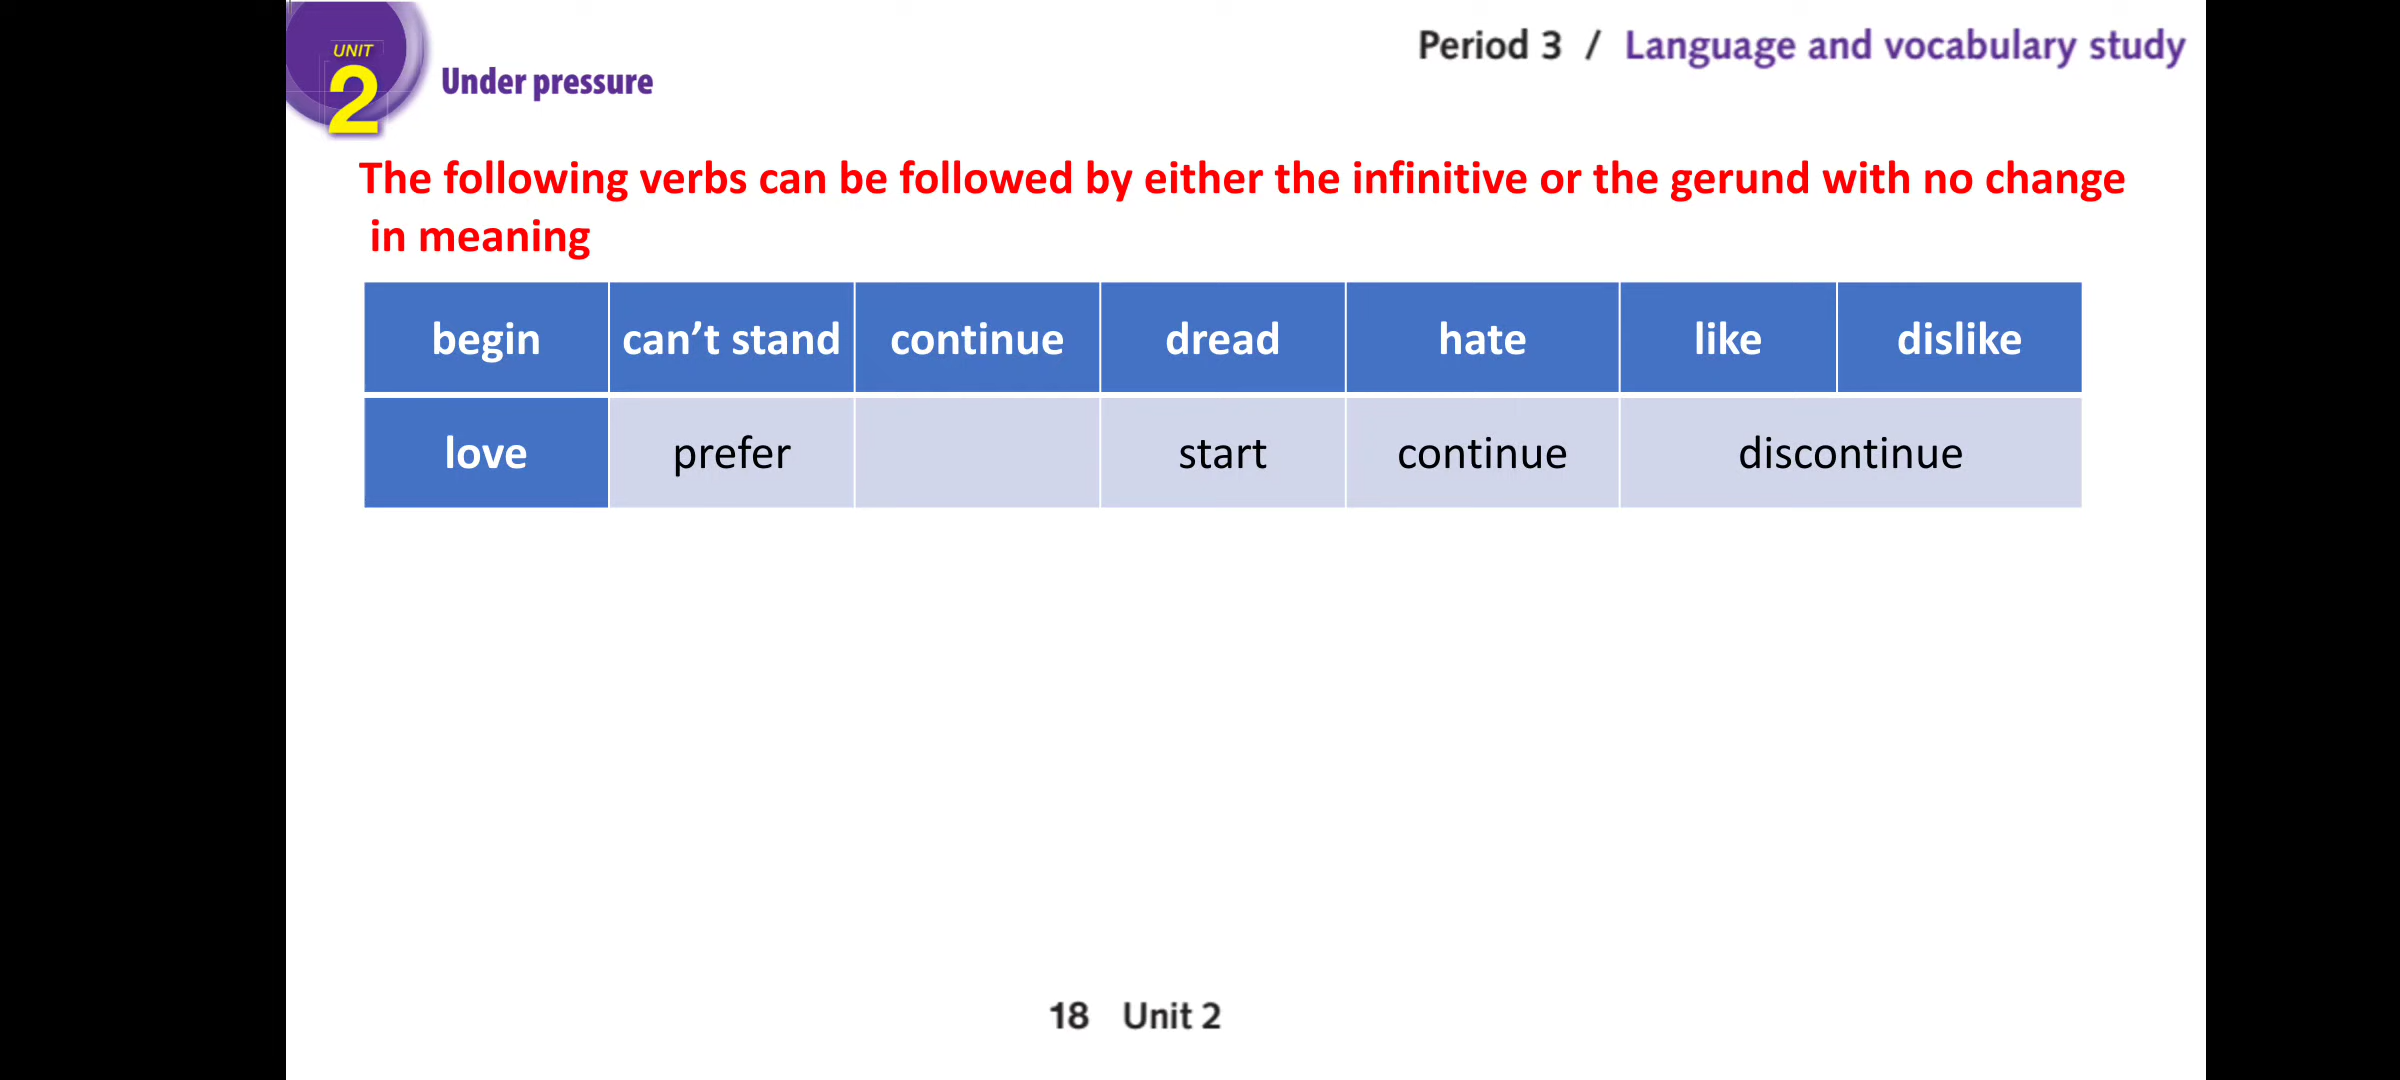 UNIT
2
Under pressure
Period 3 / Language and vocabulary study
The following verbs can be followed by either the infinitive or the gerund with no change
in meaning
begin can’t stand continue dread hate like dislike
love prefer start continue discontinue
18 Unit 2